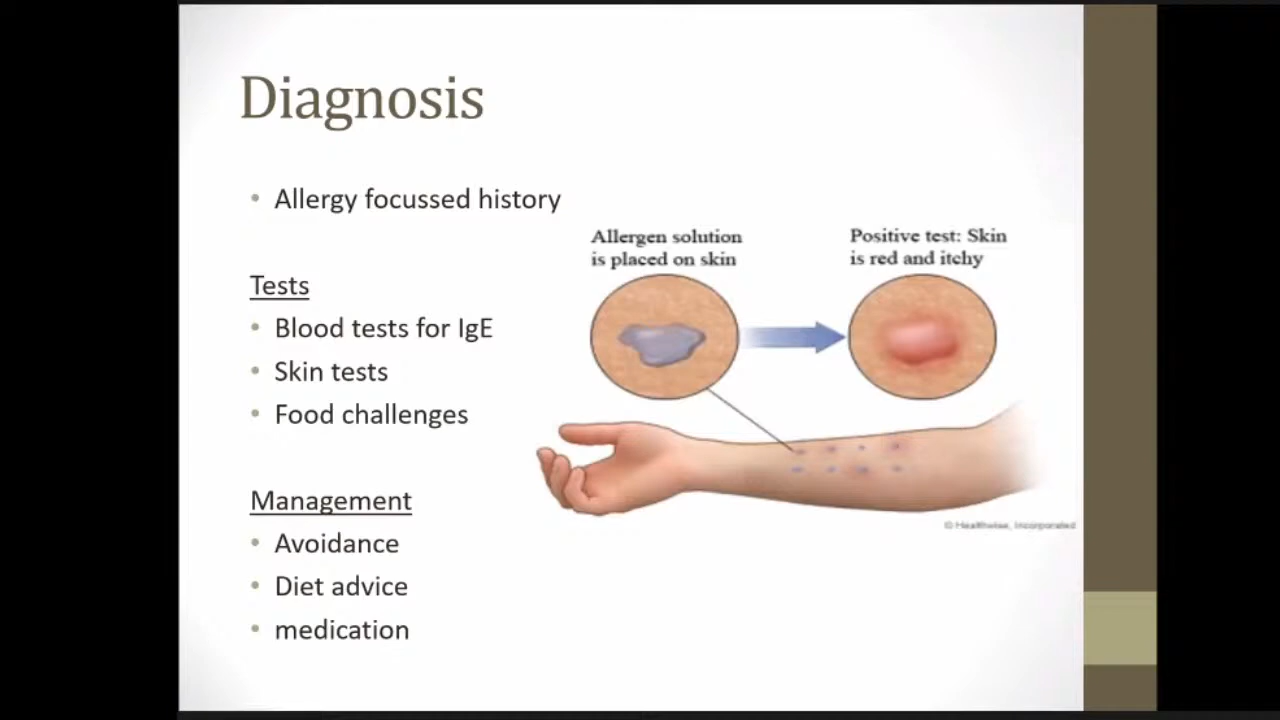 Diagnosis
Allergy focussed history
Tests
Blood tests for IgE
Skin tests
Food challenges
Management
Avoidance
Diet advice
medication
Allergen solution
is placed on skin
Positive test: Skin
is red and itchy
© Healthwise, Incorporated